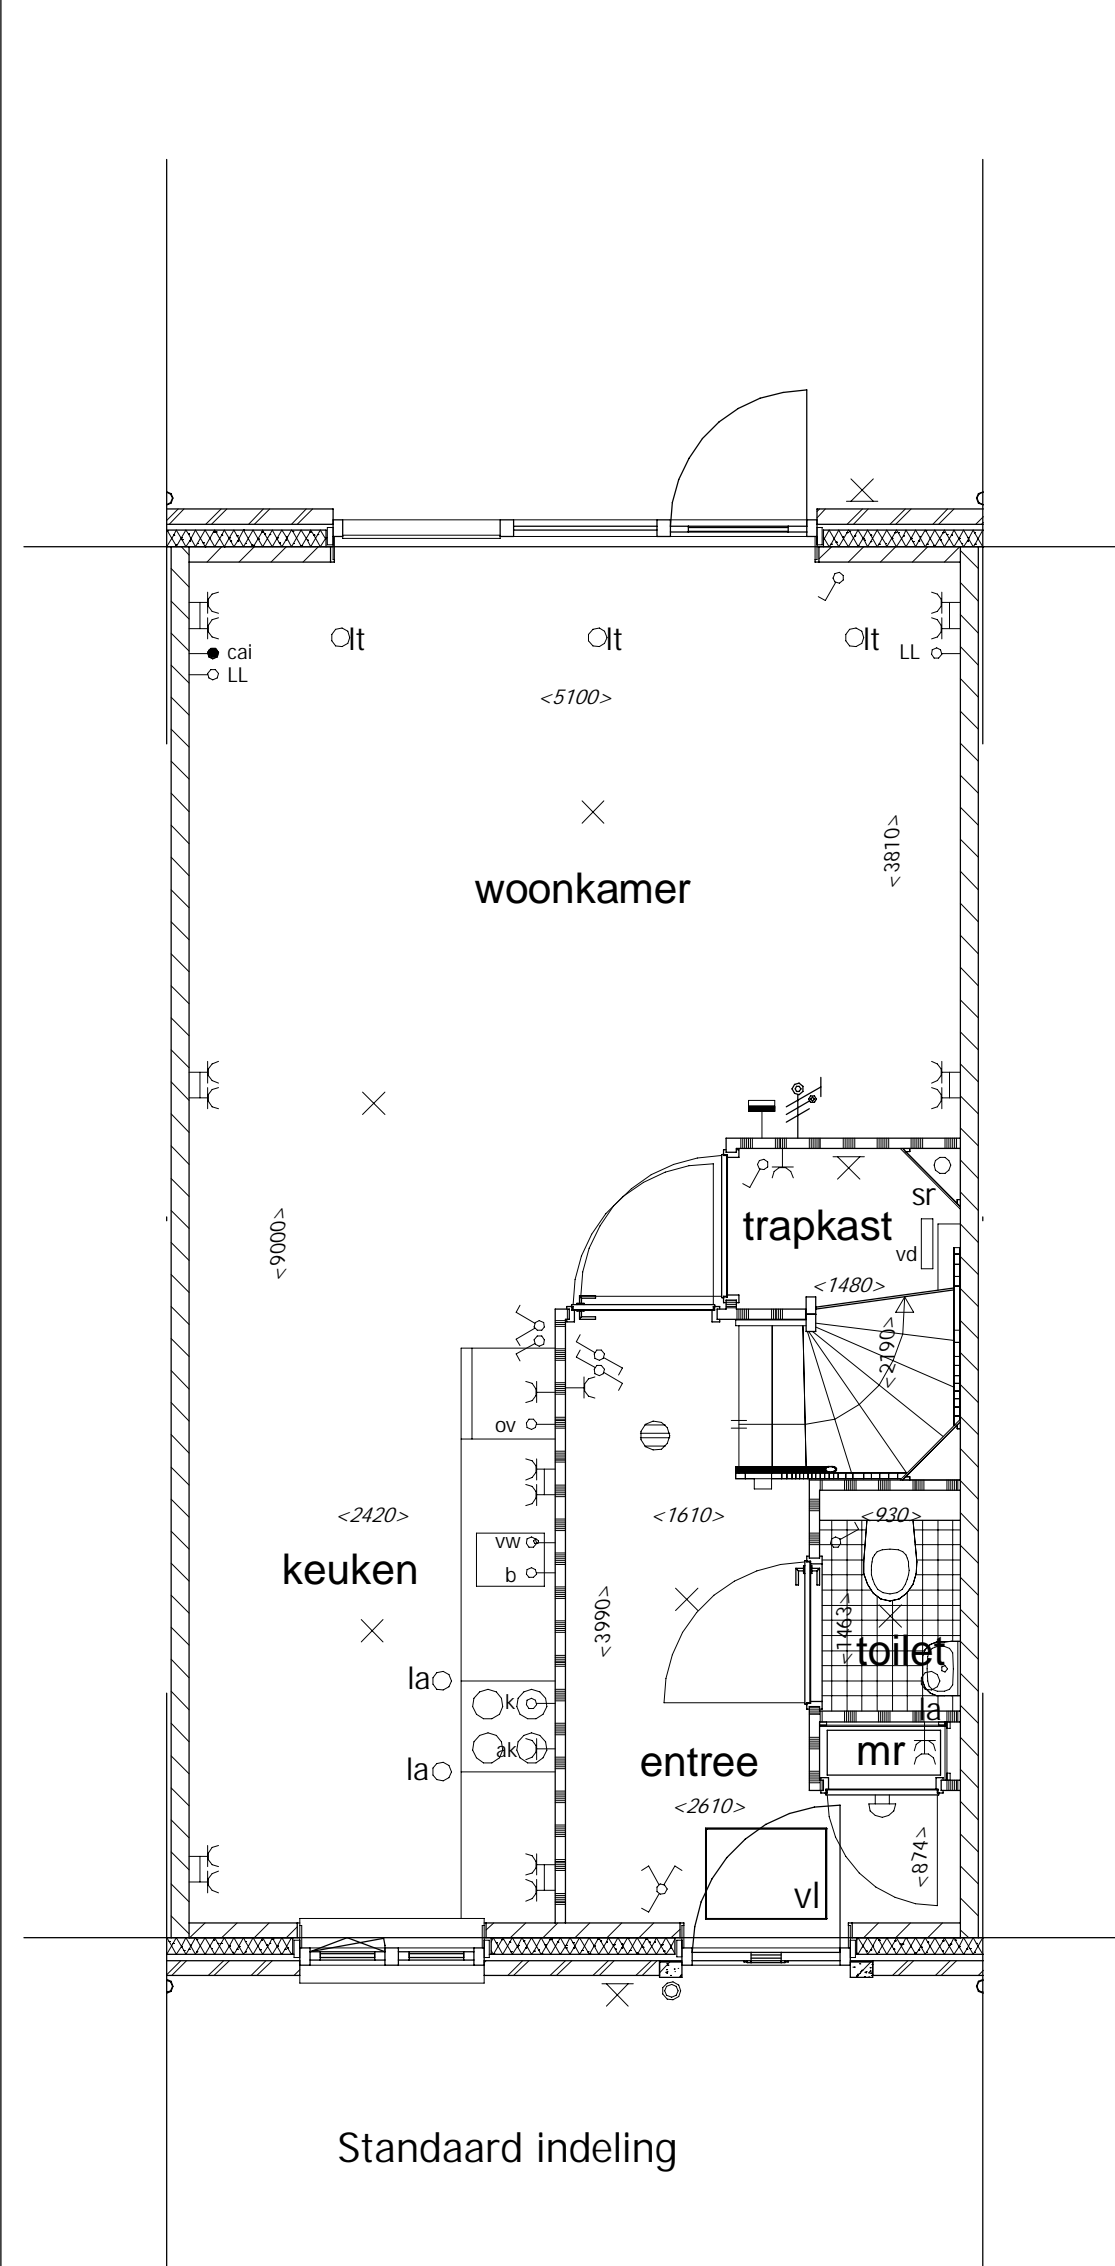 lt
lt
lt
cai
LL
LL
<5100>
<3810>
woonkamer
<9000>
sr
trapkast
vd
<1480>
<2190>
ov
<2420>
<1610>
<930>
vw
keuken
b
<3990>
<1463>
toilet
la
k
la
ak
la
entree
mr
<2610>
<874>
vl
Standaard indeling